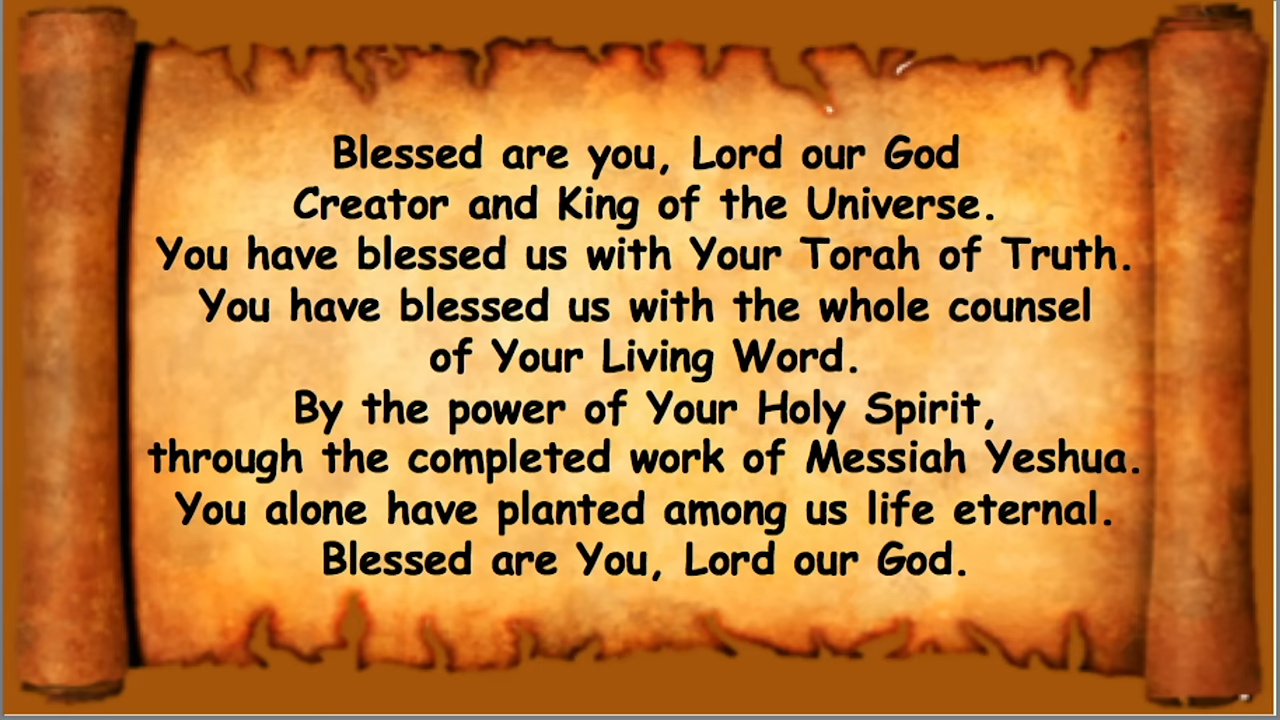 Blessed are you, Lord our God
Creator and King of the Universe.
You have blessed us with Your Torah of Truth.
You have blessed us with the whole counsel
of Your Living Word.
By the power of Your Holy Spirit,
through the completed work of Messiah Yeshua.
You alone have planted among us life eternal.
Blessed are You, Lord our God.